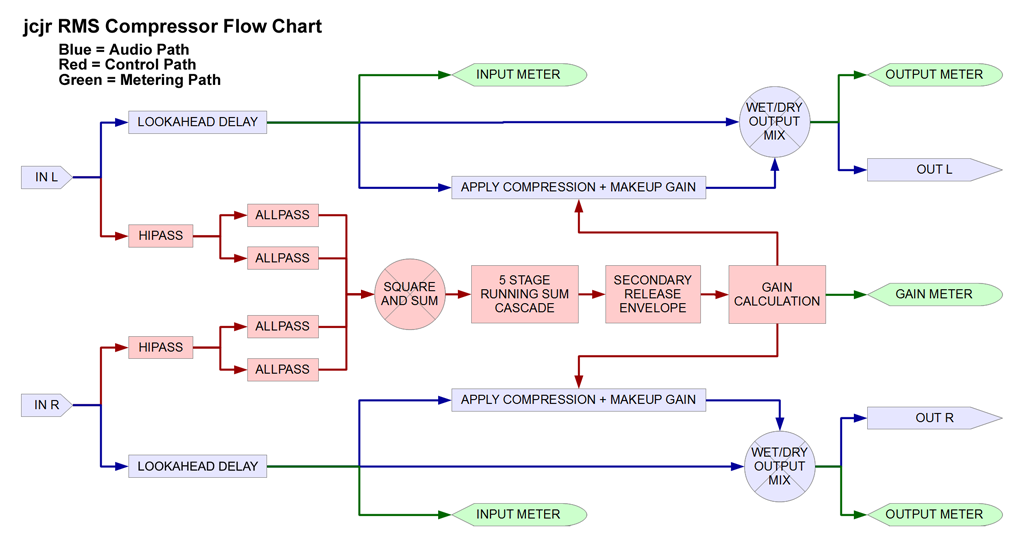 jcjr RMS Compressor Flow Chart
Blue = Audio Path
Red = Control Path
Green = Metering Path
INPUT METER
OUTPUT METER
LOOKAHEAD DELAY
WET/DRY
OUTPUT
MIX
IN L
OUT L
APPLY COMPRESSION + MAKEUP GAIN
ALLPASS
HIPASS
ALLPASS
SQUARE
AND SUM
5 STAGE
RUNNING SUM
CASCADE
SECONDARY
RELEASE
ENVELOPE
GAIN
CALCULATION
GAIN METER
ALLPASS
HIPASS
ALLPASS
IN R
APPLY COMPRESSION + MAKEUP GAIN
OUT R
LOOKAHEAD DELAY
WET/DRY
OUTPUT
MIX
INPUT METER
OUTPUT METER